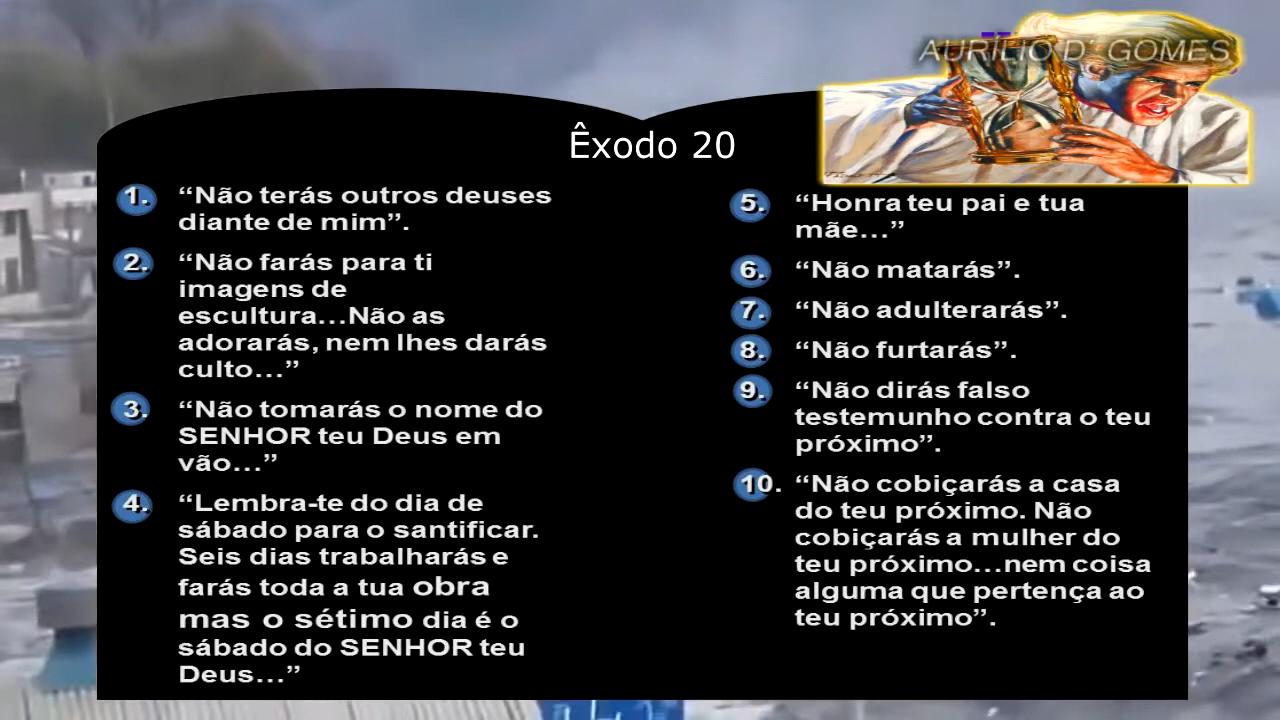 AURÍLIO D' GOMES
Êxodo 20
1. “Não terás outros deuses
diante de mim”.
2. “Não farás para ti
imagens de
escultura...Não as
adorarás, nem lhes darás
culto...”
3. “Não tomarás o nome do
SENHOR teu Deus em
vão...”
4. “Lembra-te do dia de
sábado para o santificar.
Seis dias trabalharás e
farás toda a tua obra
mas o sétimo dia é o
sábado do SENHOR teu
Deus...”
5. “Honra teu pai e tua
mãe...”
6. “Não matarás”.
7. “Não adulterarás”.
8. “Não furtarás”.
9. “Não dirás falso
testemunho contra o teu
próximo”.
10. “Não cobiçarás a casa
do teu próximo. Não
cobiçarás a mulher do
teu próximo...nem coisa
alguma que pertença ao
teu próximo”.